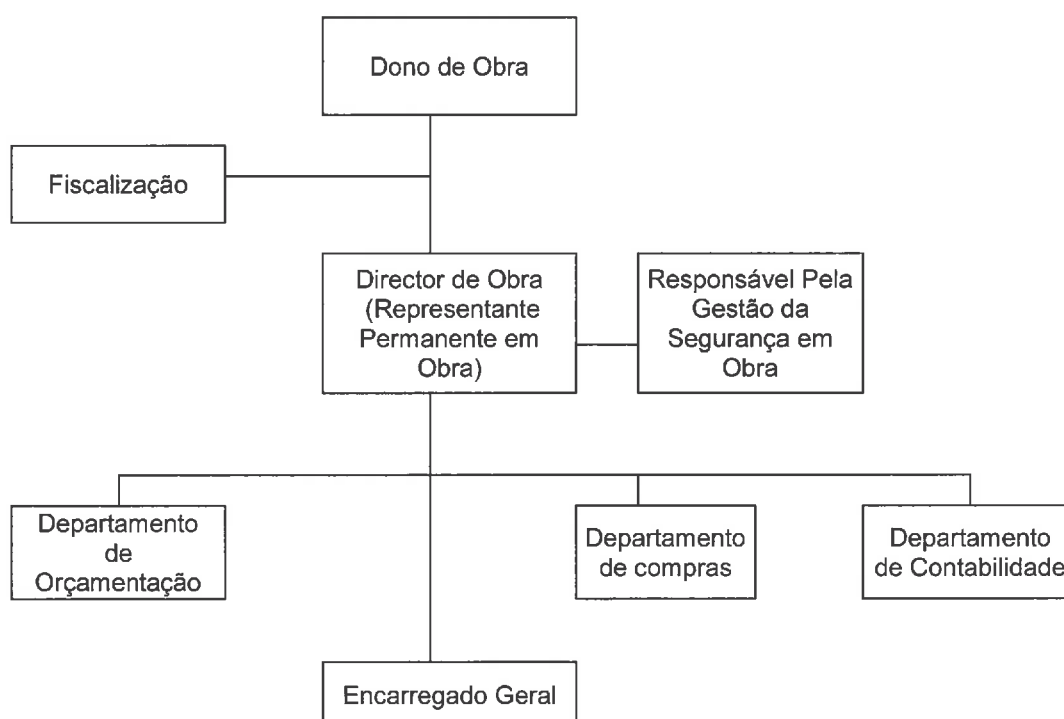 Dono de Obra
Fiscalização
Director de Obra
(Representante
Permanente em
Obra)
Responsável Pela
Gestão da
Segurança em
Obra
Departamento
de
Orçamentação
Departamento
de compras
Departamento
de Contabilidade
Encarregado Geral